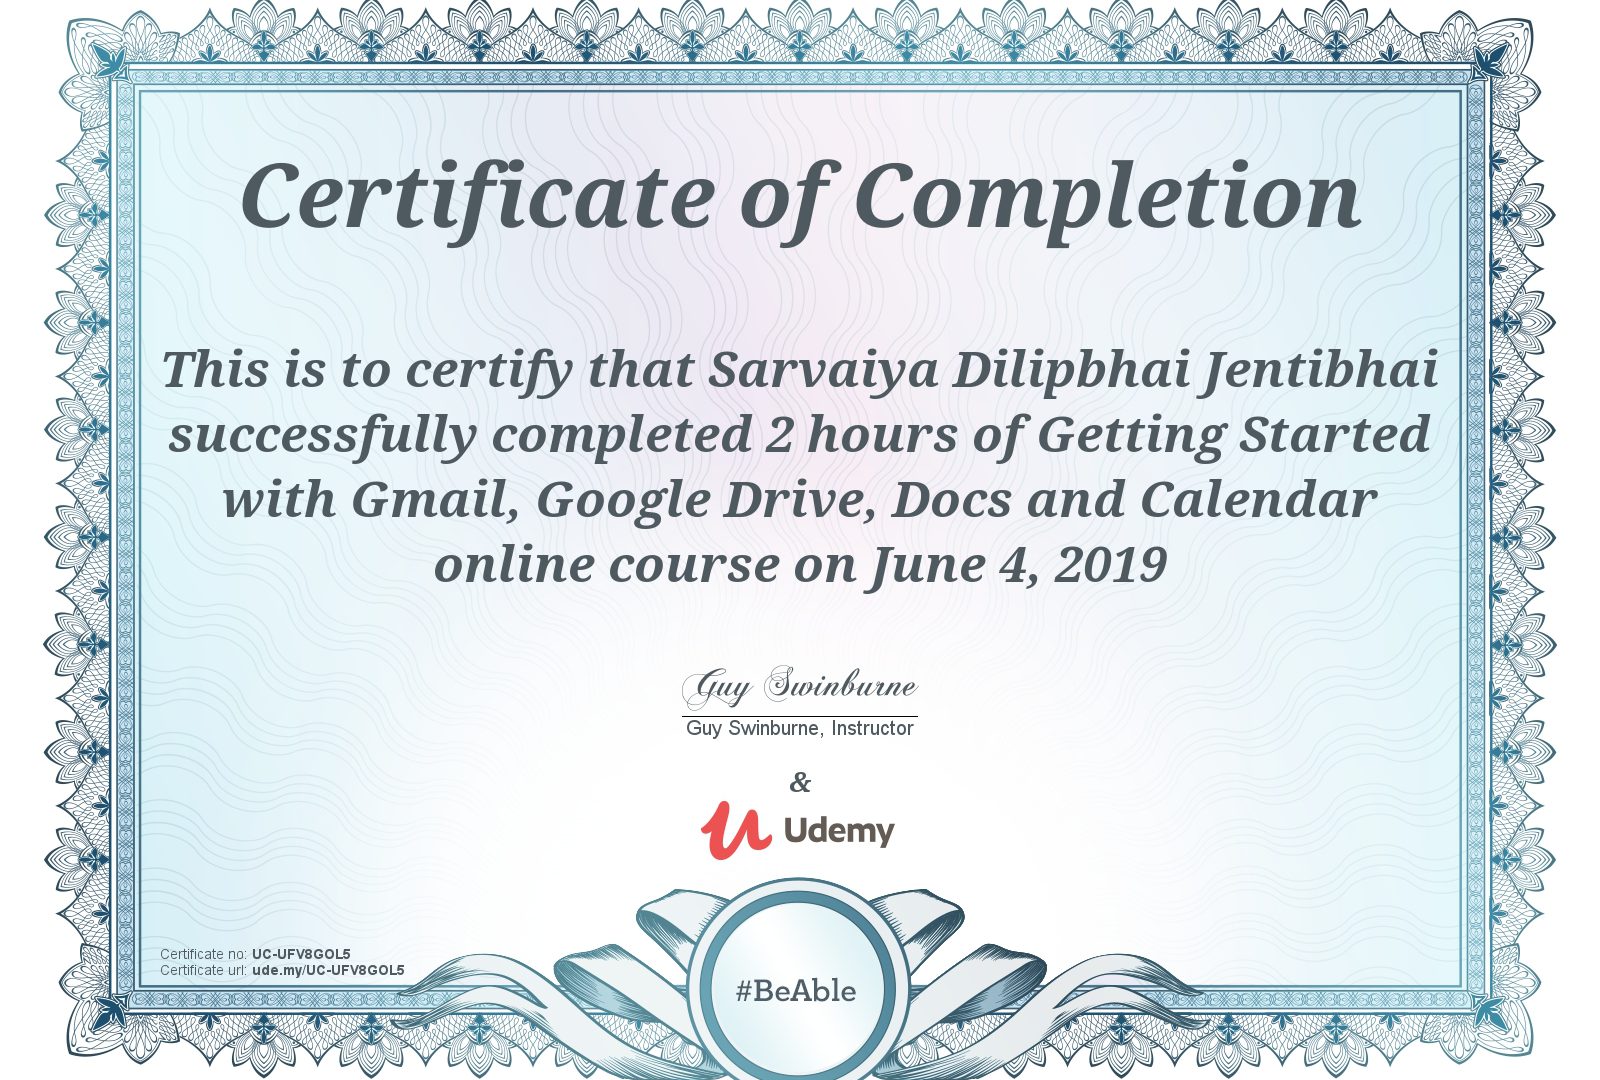 Certificate of Completion
This is to certify that Sarvaiya Dilipbhai Jentibhai
successfully completed 2 hours of Getting Started
with Gmail, Google Drive, Docs and Calendar
online course on June 4, 2019
Guy Swinburne
Guy Swinburne, Instructor
&
Udemy
Certificate no: UC-UFV8GOL5
Certificate url: ude.my/UC-UFV8GOL5
#BeAble